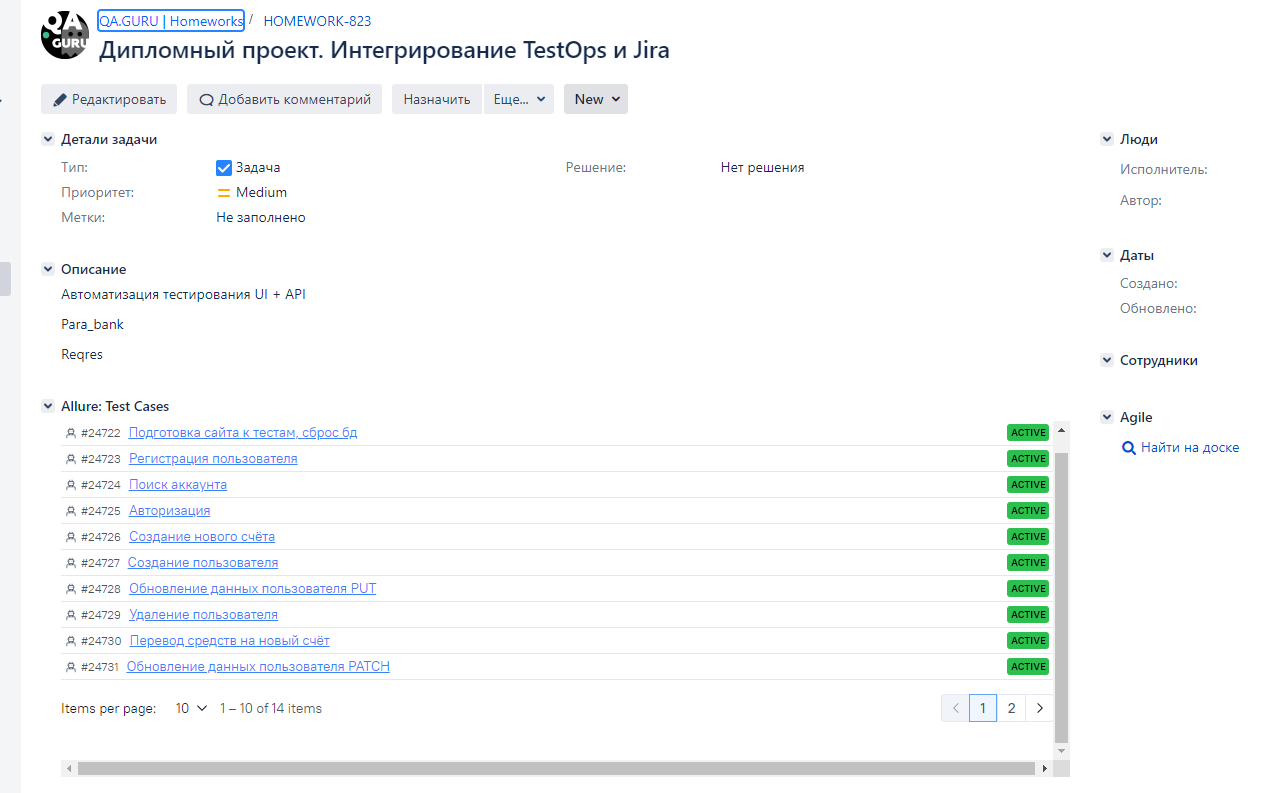 QA GURU
QA.GURU | Homeworks / HOMEWORK-823
Дипломный проект. Интегрирование TestOps и Jira
Редактировать Добавить комментарий Назначить Еще... New
Детали задачи
Тип: Задача Решение: Нет решения
Приоритет: Medium
Метки: Не заполнено
Описание
Автоматизация тестирования UI + API
Para_bank
Reqres
Allure: Test Cases
#24722 Подготовка сайта к тестам, сброс бд ACTIVE
#24723 Регистрация пользователя ACTIVE
#24724 Поиск аккаунта ACTIVE
#24725 Авторизация ACTIVE
#24726 Создание нового счёта ACTIVE
#24727 Создание пользователя ACTIVE
#24728 Обновление данных пользователя PUT ACTIVE
#24729 Удаление пользователя ACTIVE
#24730 Перевод средств на новый счёт ACTIVE
#24731 Обновление данных пользователя PATCH ACTIVE
Items per page: 10 1 – 10 of 14 items 1 2
Люди
Исполнитель:
Автор:
Даты
Создано:
Обновлено:
Сотрудники
Agile
Найти на доске